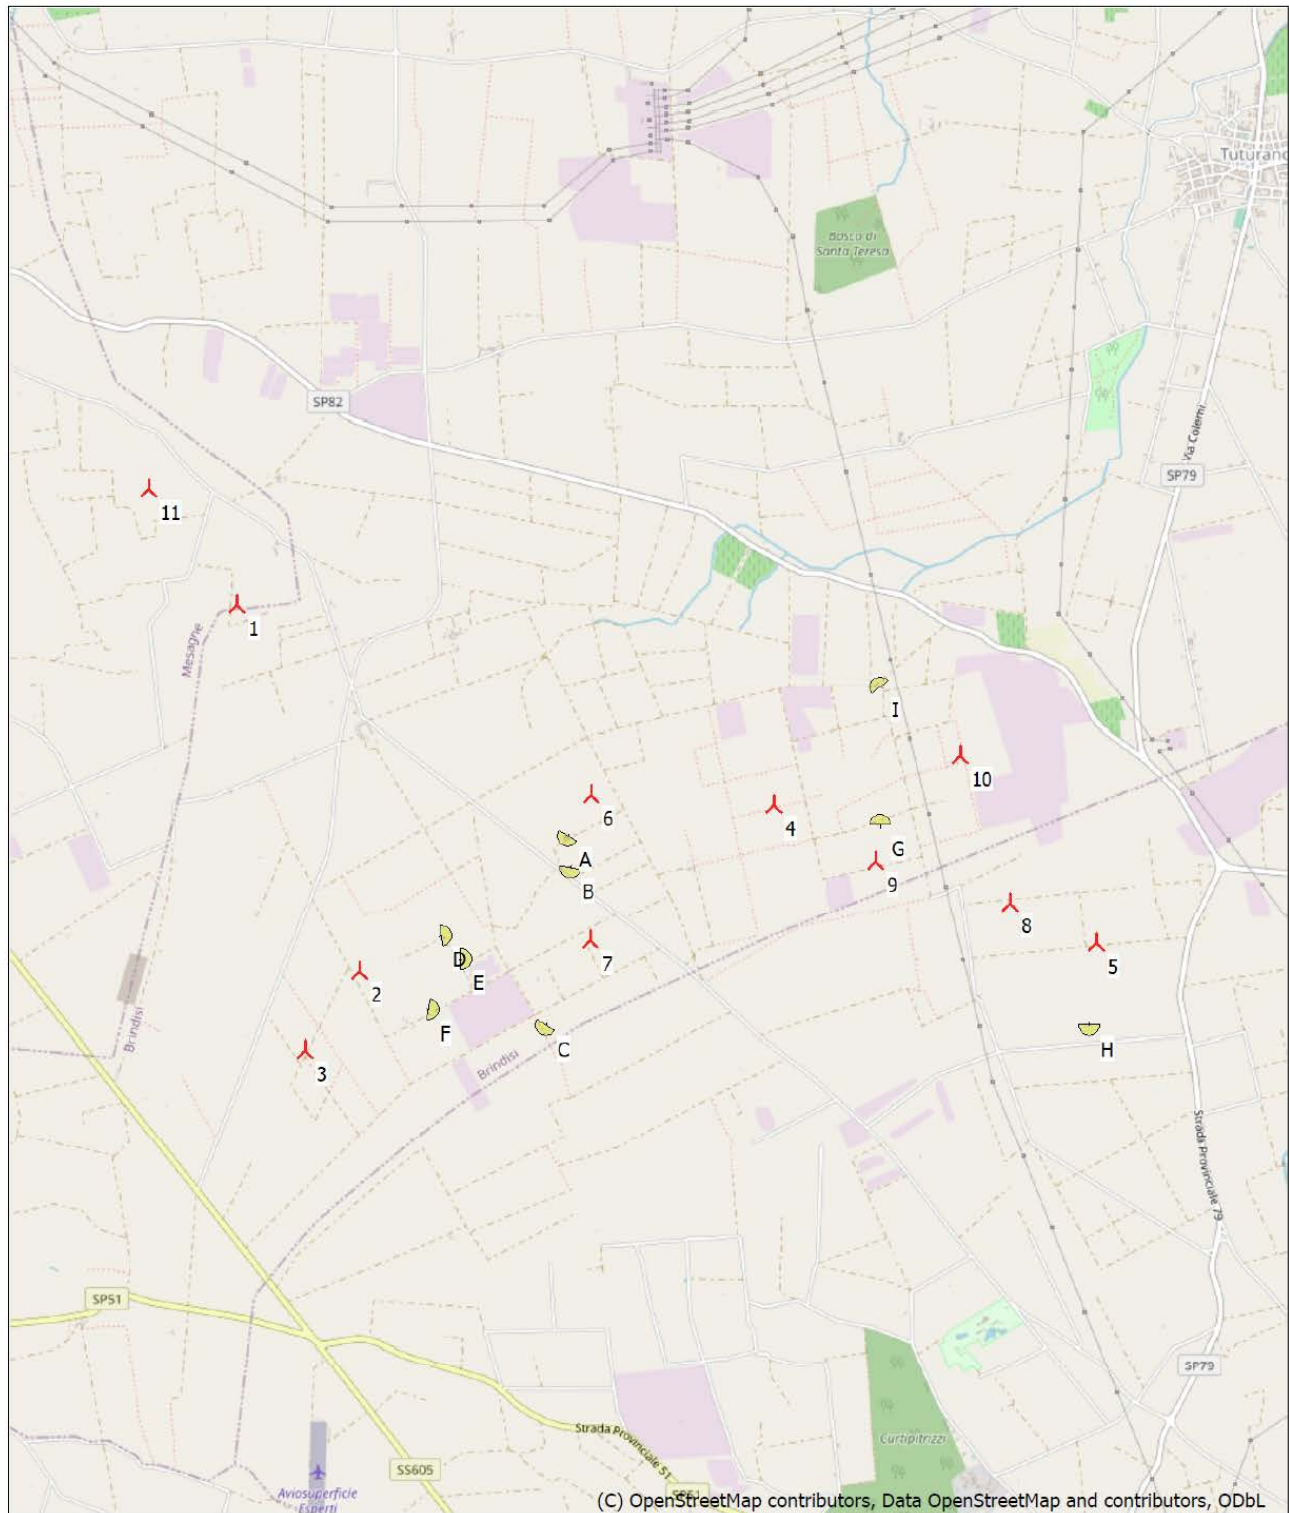 Tuturano
Bosco di
Santa Teresa
SP82
Via Colemi
SP79
11
1
Mesagne
I
10
6
4
A
G
B
9
8
D
7
5
E
2
F
Brindisi
C
H
Brindisi
3
Strada Provinciale 79
SP51
SP79
Strada Provinciale 51
Curtipitrizzi
SS605
Aviosuperficie
Esperti
SP51
(C) OpenStreetMap contributors, Data OpenStreetMap and contributors, ODbL